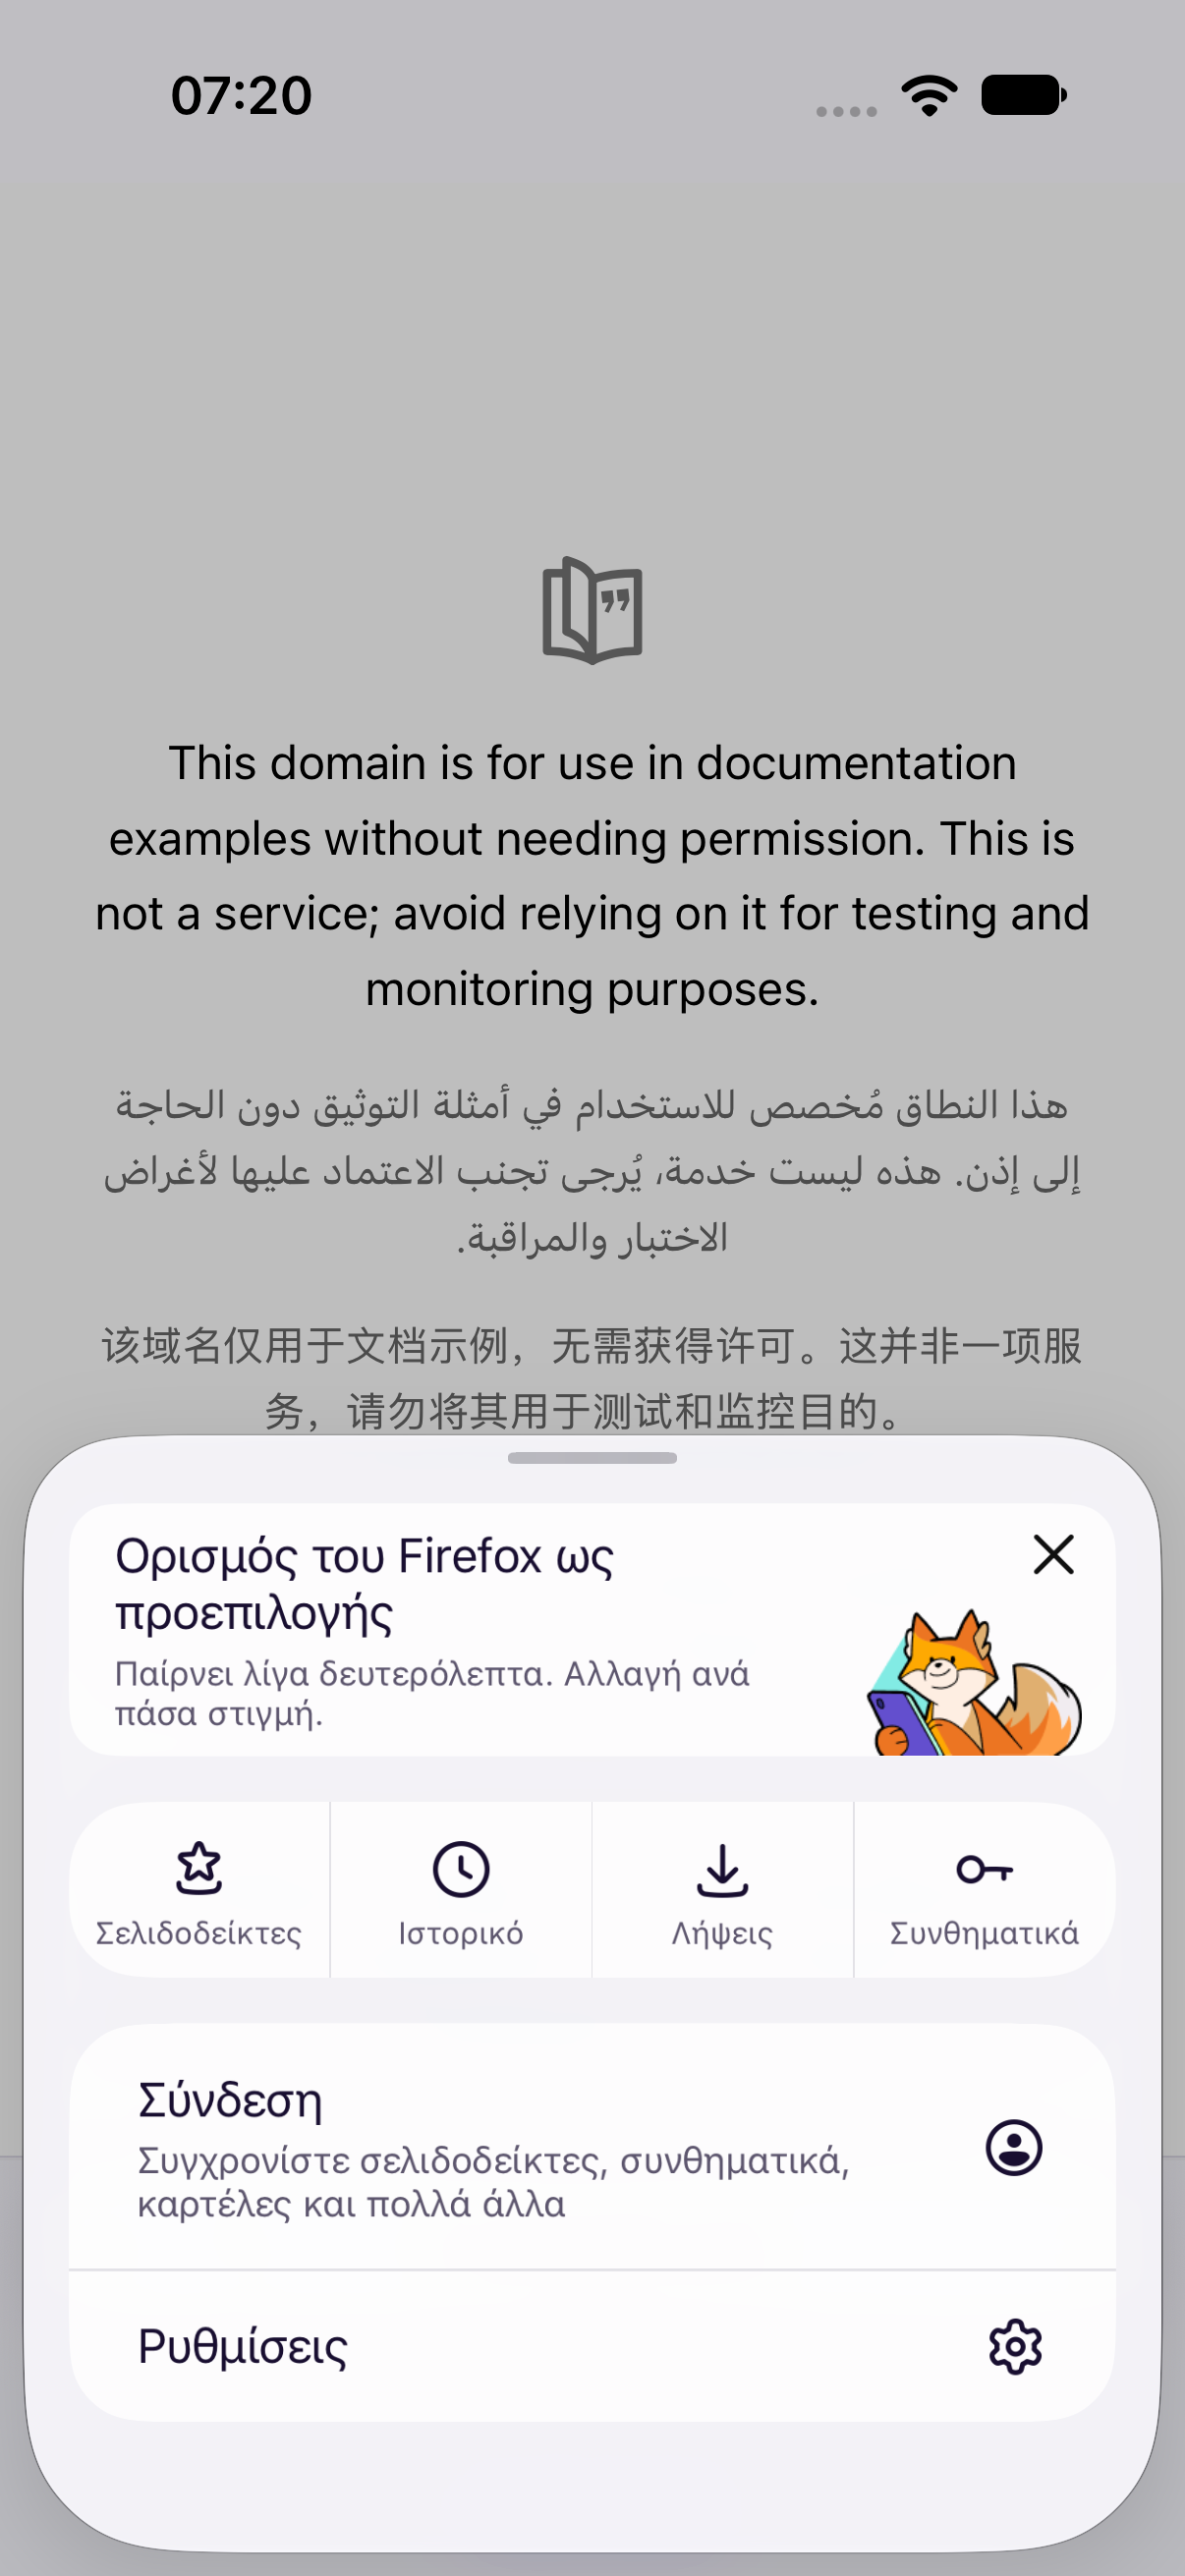 07:20
This domain is for use in documentation
examples without needing permission. This is
not a service; avoid relying on it for testing and
monitoring purposes.
هذا النطاق مُخصص للاستخدام في أمثلة التوثيق دون الحاجة
إلى إذن. هذه ليست خدمة، يُرجى تجنب الاعتماد عليها لأغراض
الاختبار والمراقبة.
该域名仅用于文档示例，无需获得许可。这并非一项服
务，请勿将其用于测试和监控目的。
Ορισμός του Firefox ως
προεπιλογής
Παίρνει λίγα δευτερόλεπτα. Αλλαγή ανά
πάσα στιγμή.
Σελιδοδείκτες
Ιστορικό
Λήψεις
Συνθηματικά
Σύνδεση
Συγχρονίστε σελιδοδείκτες, συνθηματικά,
καρτέλες και πολλά άλλα
Ρυθμίσεις